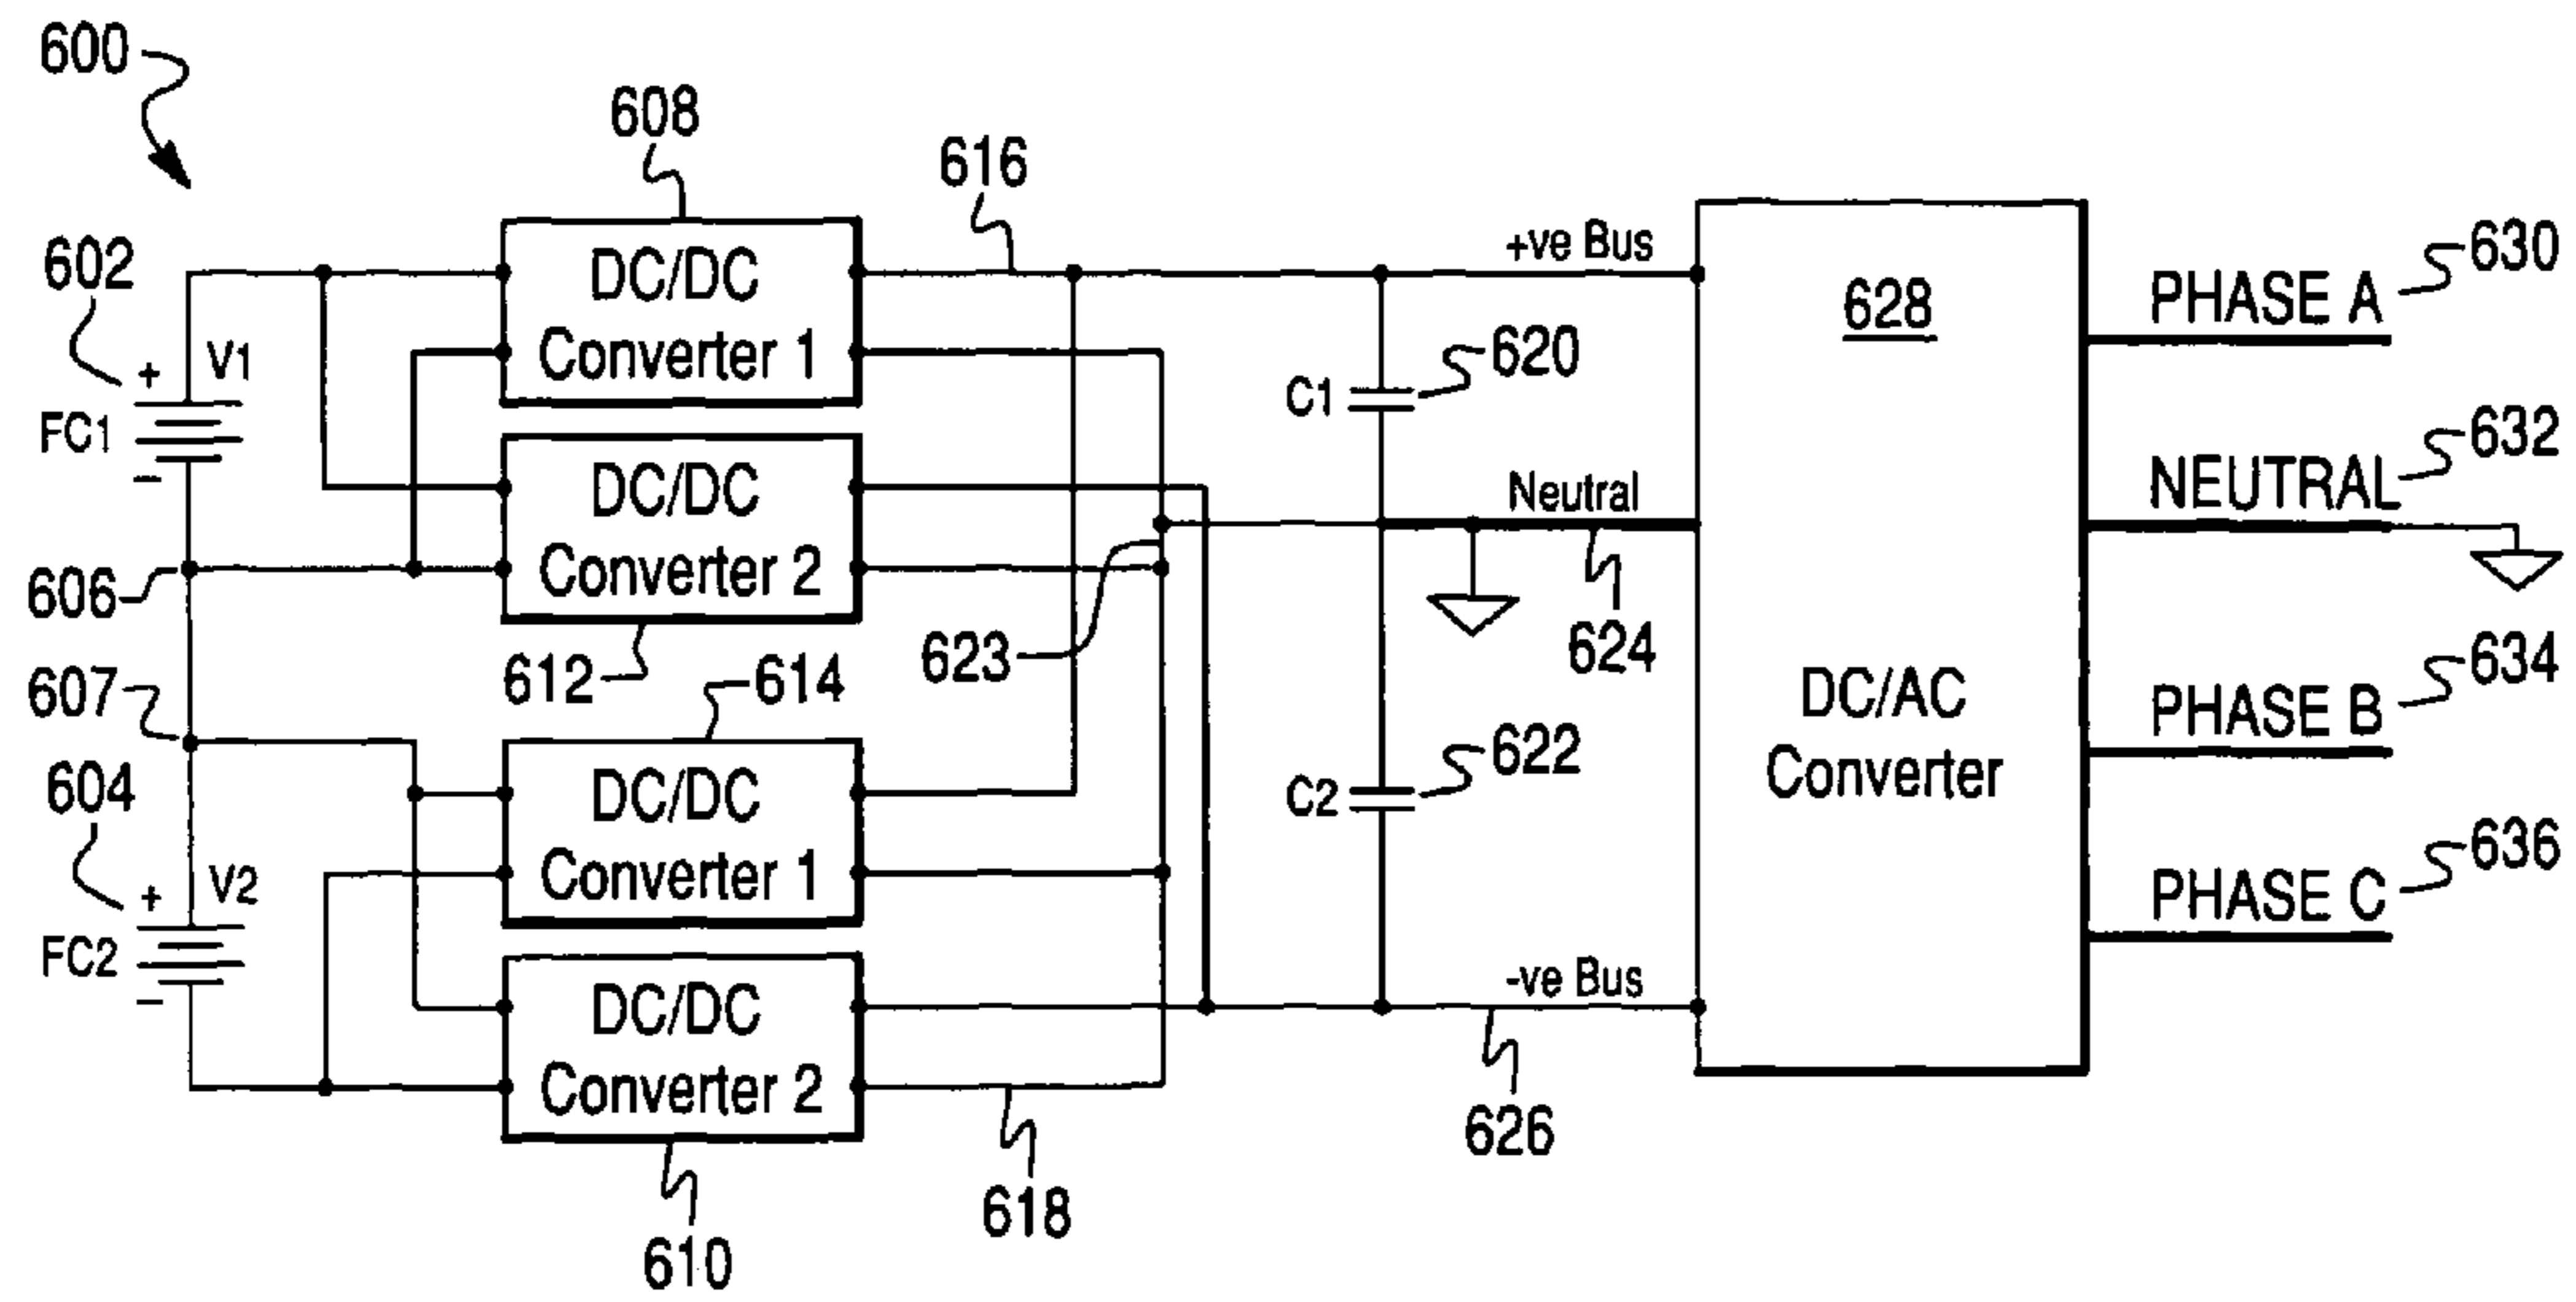 600
608
616
602
+
V1
FC1
−
DC/DC
Converter 1
+ve Bus
628
PHASE A
630
C1
620
DC/DC
Converter 2
Neutral
NEUTRAL
632
606
612
623
624
607
614
604
+
V2
FC2
−
DC/DC
Converter 1
C2
622
DC/AC
Converter
PHASE B
634
PHASE C
636
DC/DC
Converter 2
-ve Bus
626
618
610